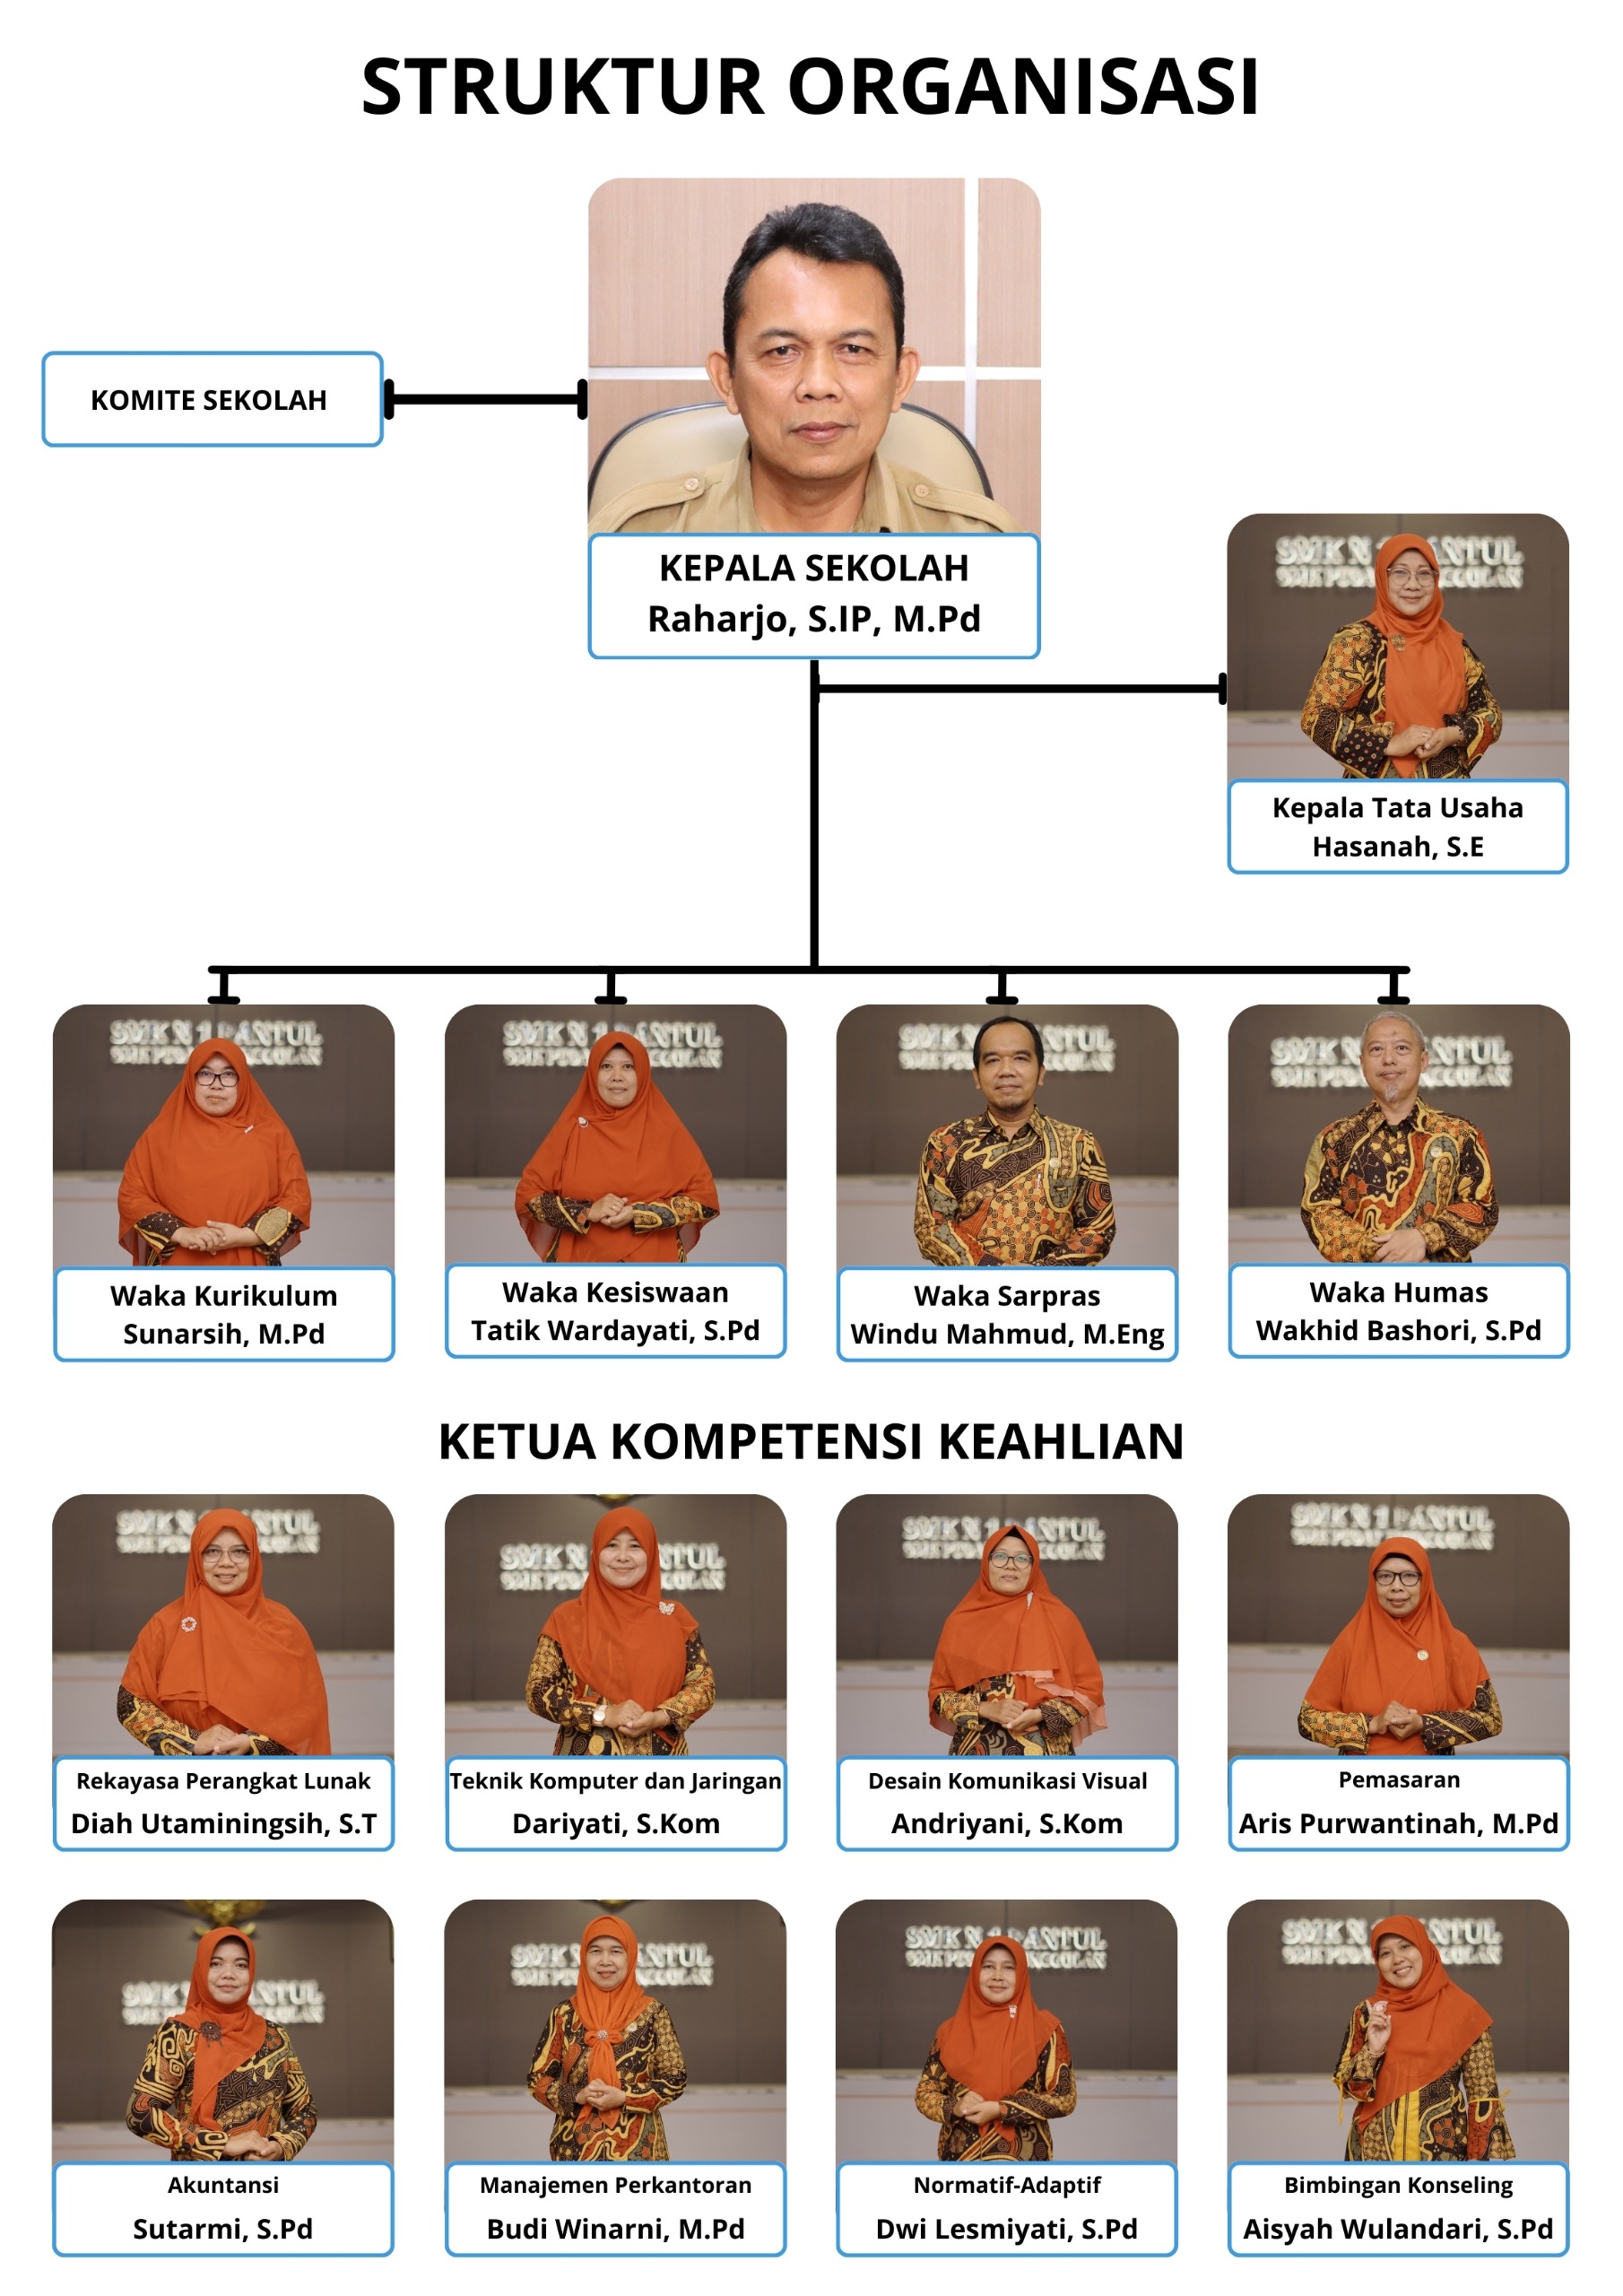 STRUKTUR ORGANISASI
KOMITE SEKOLAH
KEPALA SEKOLAH
Raharjo, S.IP, M.Pd
SMK N 1 BANTUL
Kepala Tata Usaha
Hasanah, S.E
Waka Kurikulum
Sunarsih, M.Pd
Waka Kesiswaan
Tatik Wardayati, S.Pd
Waka Sarpras
Windu Mahmud, M.Eng
Waka Humas
Wakhid Bashori, S.Pd
KETUA KOMPETENSI KEAHLIAN
Rekayasa Perangkat Lunak
Diah Utaminingsih, S.T
Teknik Komputer dan Jaringan
Dariyati, S.Kom
Desain Komunikasi Visual
Andriyani, S.Kom
Pemasaran
Aris Purwantinah, M.Pd
Akuntansi
Sutarmi, S.Pd
Manajemen Perkantoran
Budi Winarni, M.Pd
Normatif-Adaptif
Dwi Lesmiyati, S.Pd
Bimbingan Konseling
Aisyah Wulandari, S.Pd